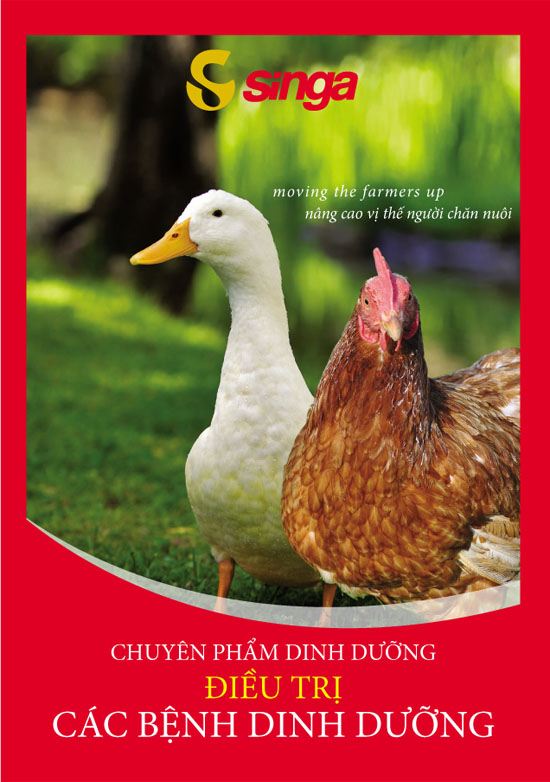 singa
moving the farmers up
nâng cao vị thế người chăn nuôi
CHUYÊN PHẨM DINH DƯỠNG
ĐIỀU TRỊ
CÁC BỆNH DINH DƯỠNG